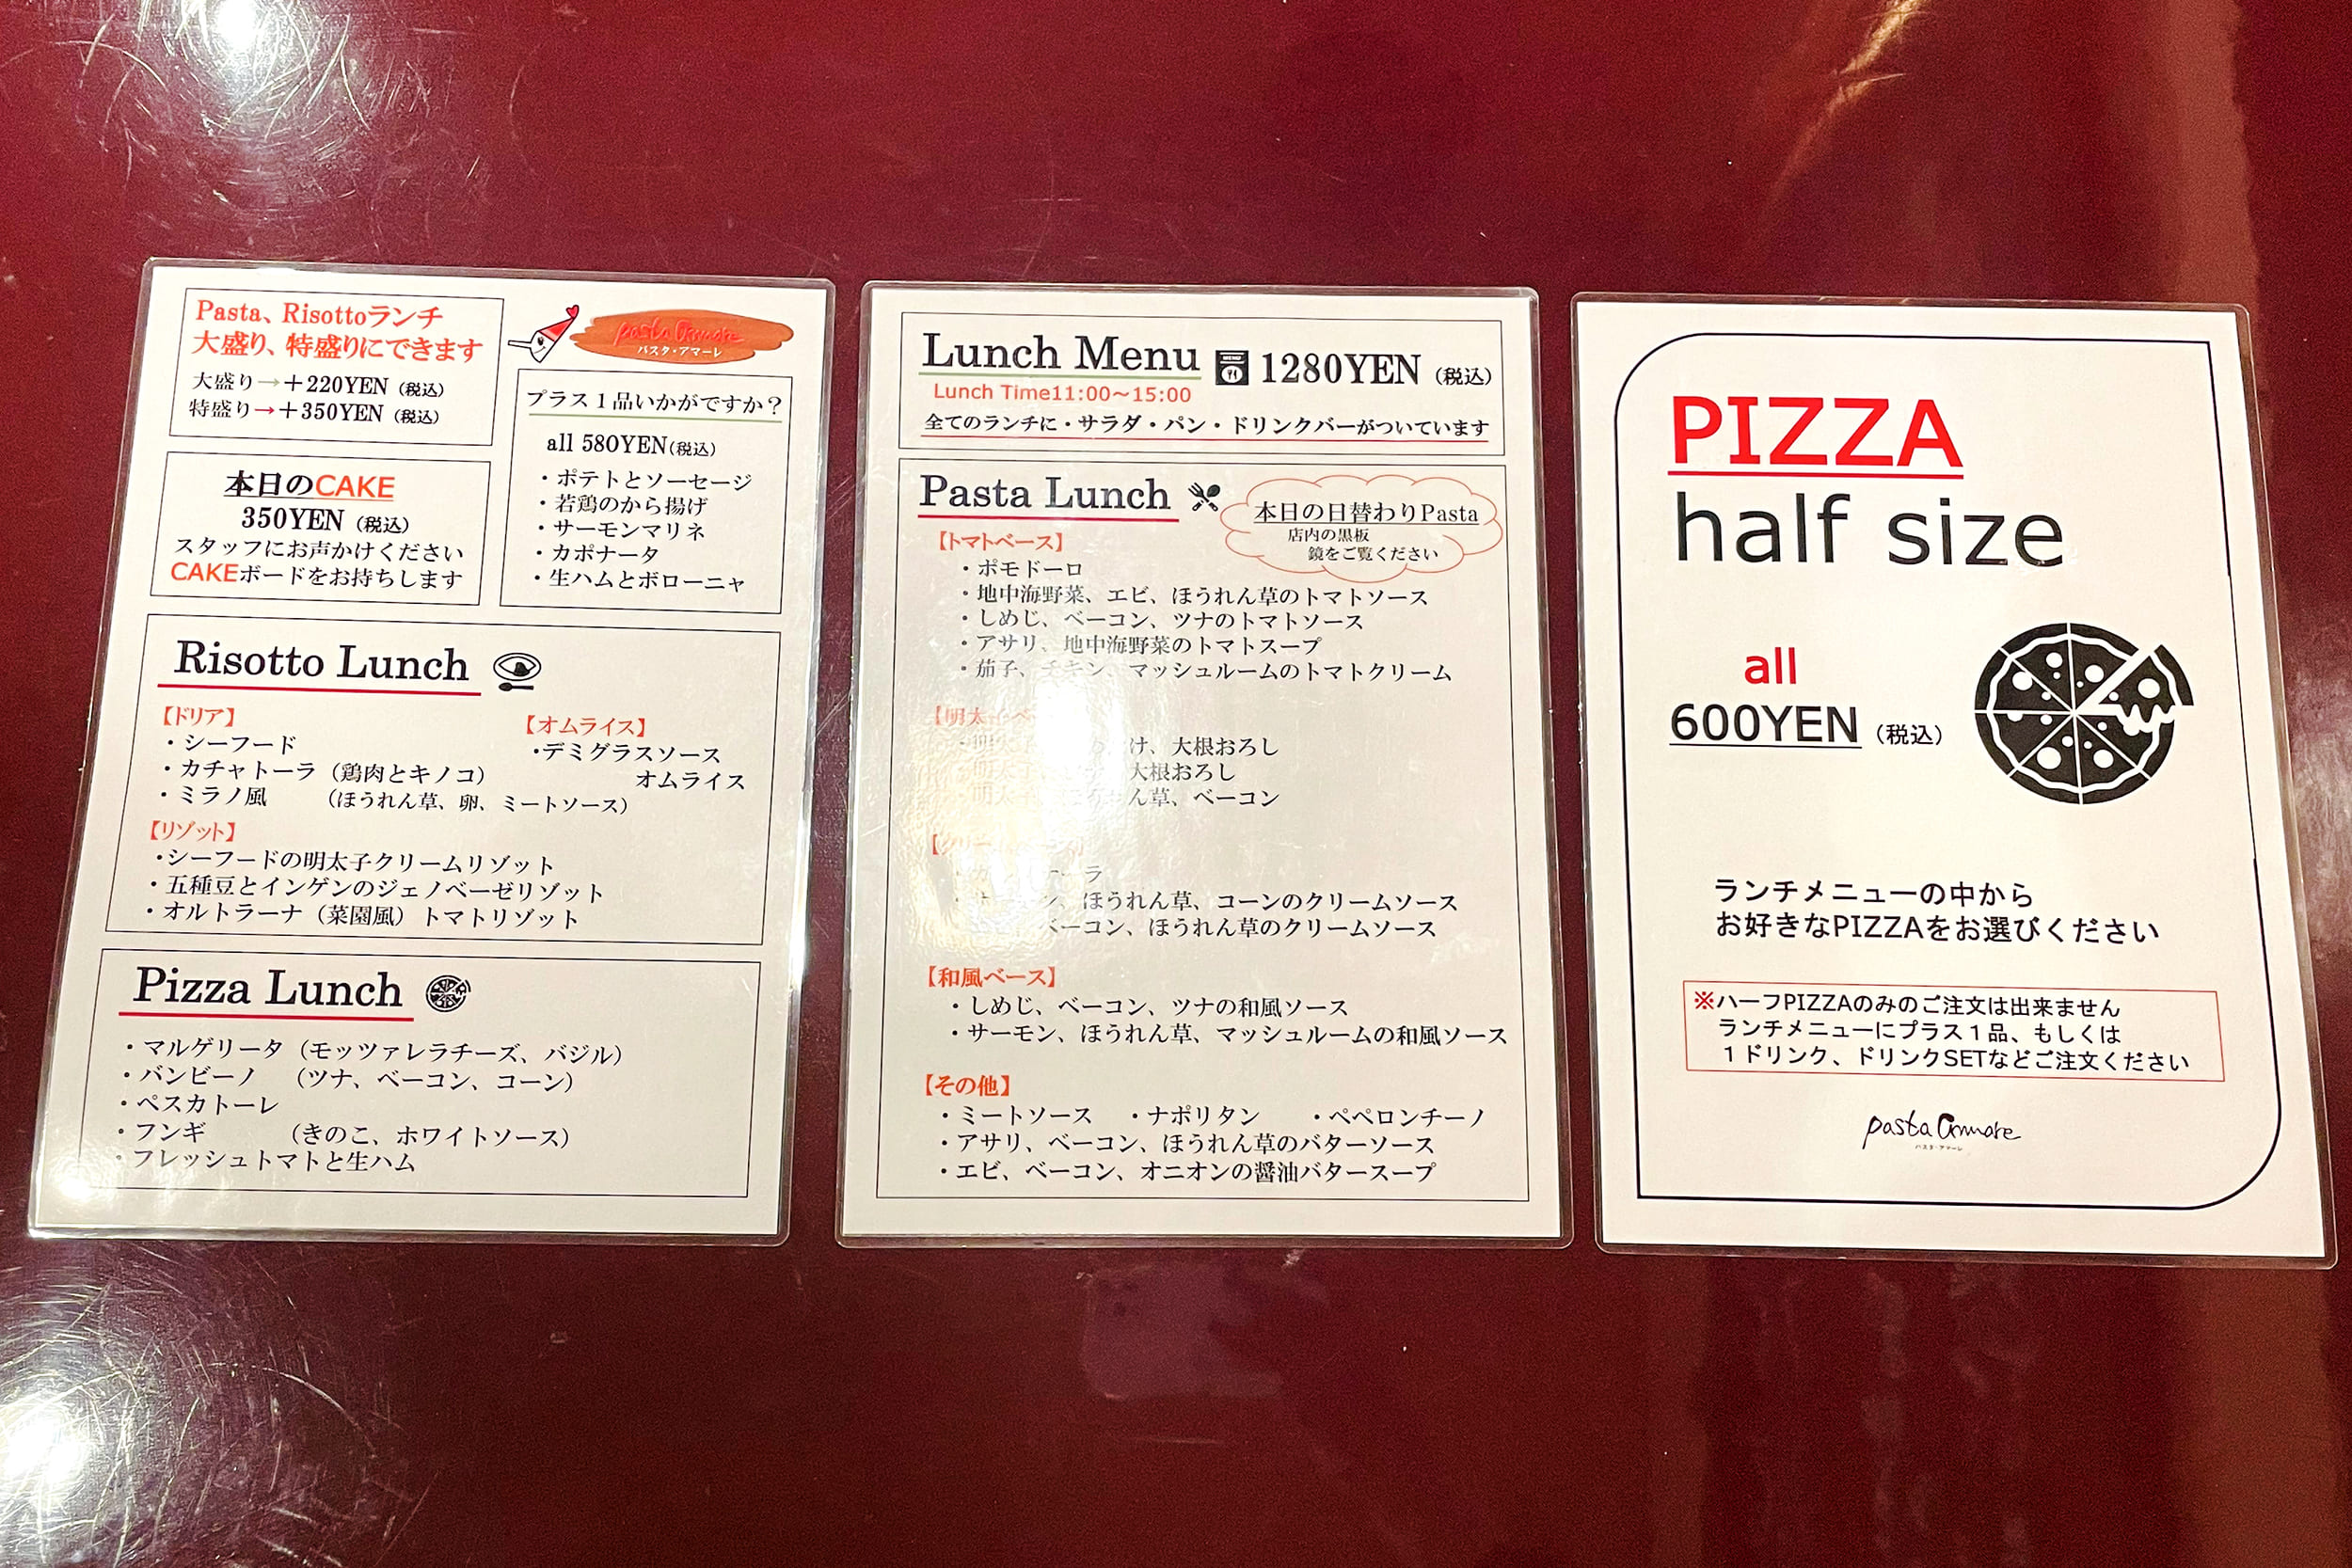 Pasta、Risottoランチ
大盛り、特盛りにできます
大盛り→＋220YEN（税込）
特盛り→＋350YEN（税込）
本日のCAKE
350YEN（税込）
スタッフにお声かけください
CAKEボードをお持ちします
pasta amore
パスタ・アマーレ
プラス１品いかがですか？
all 580YEN(税込)
・ポテトとソーセージ
・若鶏のから揚げ
・サーモンマリネ
・カポナータ
・生ハムとボローニャ
Risotto Lunch
【ドリア】
・シーフード
・カチャトーラ（鶏肉とキノコ）
・ミラノ風　（ほうれん草、卵、ミートソース）
【オムライス】
・デミグラスソース
オムライス
【リゾット】
・シーフードの明太子クリームリゾット
・五種豆とインゲンのジェノベーゼリゾット
・オルトラーナ（菜園風）トマトリゾット
Pizza Lunch
・マルゲリータ（モッツァレラチーズ、バジル）
・バンビーノ　（ツナ、ベーコン、コーン）
・ペスカトーレ
・フンギ　（きのこ、ホワイトソース）
・フレッシュトマトと生ハム
Lunch Menu 1280YEN（税込）
Lunch Time11:00～15:00
全てのランチに・サラダ・パン・ドリンクバーがついています
Pasta Lunch
本日の日替わりPasta
店内の黒板
鏡をご覧ください
【トマトベース】
・ポモドーロ
・地中海野菜、エビ、ほうれん草のトマトソース
・しめじ、ベーコン、ツナのトマトソース
・アサリ、地中海野菜のトマトスープ
・茄子、チキン、マッシュルームのトマトクリーム
【明太子
け、大根おろし
大根おろし
ほうれん草、ベーコン
ほうれん草、コーンのクリームソース
ベーコン、ほうれん草のクリームソース
【和風ベース】
・しめじ、ベーコン、ツナの和風ソース
・サーモン、ほうれん草、マッシュルームの和風ソース
【その他】
・ミートソース　・ナポリタン　・ペペロンチーノ
・アサリ、ベーコン、ほうれん草のバターソース
・エビ、ベーコン、オニオンの醤油バタースープ
PIZZA
half size
all
600YEN（税込）
ランチメニューの中から
お好きなPIZZAをお選びください
※ハーフPIZZAのみのご注文は出来ません
ランチメニューにプラス１品、もしくは
１ドリンク、ドリンクSETなどご注文ください
pasta amore
パスタ・アマーレ